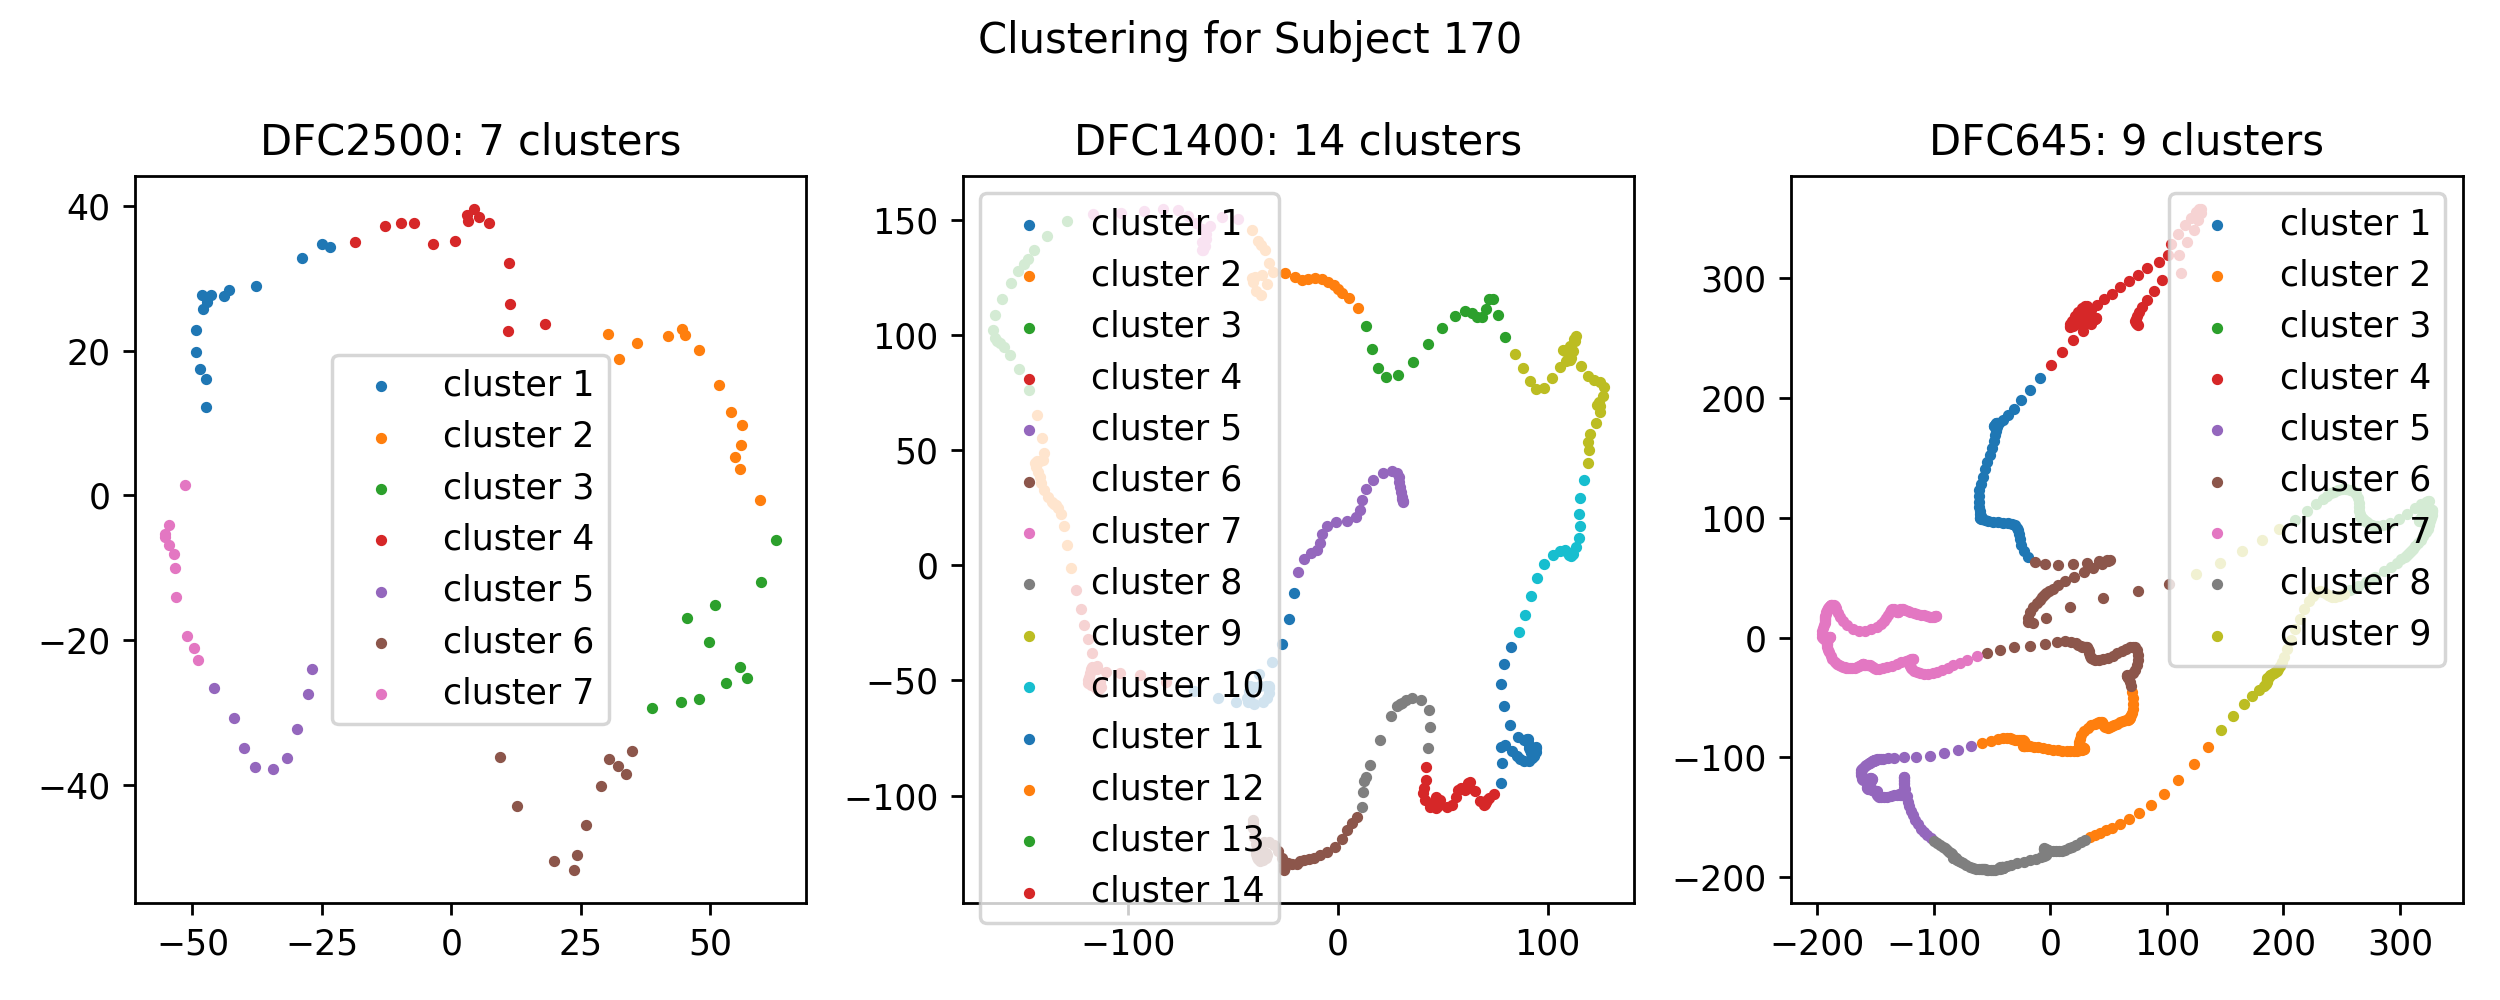 Clustering for Subject 170
DFC2500: 7 clusters
40
20
0
−20
−40
−50
−25
0
25
50
cluster 1
cluster 2
cluster 3
cluster 4
cluster 5
cluster 6
cluster 7
DFC1400: 14 clusters
150
100
50
0
−50
−100
−100
0
100
cluster 1
cluster 2
cluster 3
cluster 4
cluster 5
cluster 6
cluster 7
cluster 8
cluster 9
cluster 10
cluster 11
cluster 12
cluster 13
cluster 14
DFC645: 9 clusters
300
200
100
0
−100
−200
−200
−100
0
100
200
300
cluster 1
cluster 2
cluster 3
cluster 4
cluster 5
cluster 6
cluster 7
cluster 8
cluster 9